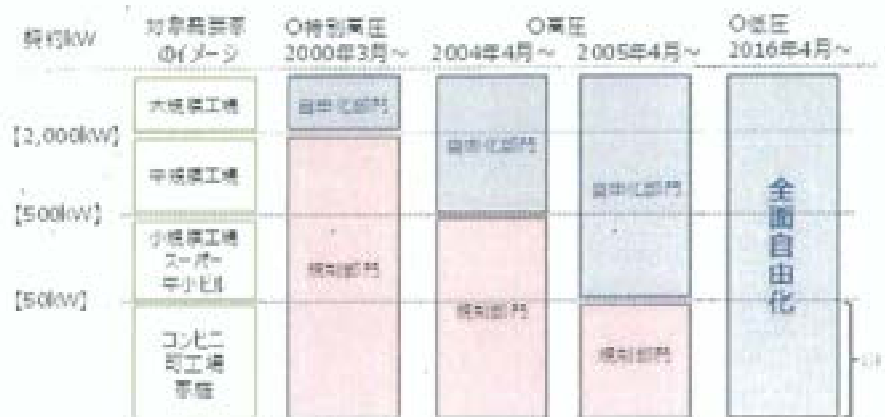 契約kW
対象需要家
のイメージ
○特別高圧
2000年3月～
○高圧
2004年4月～
2005年4月～
○低圧
2016年4月～
大規模工場
【2,000kW】
中規模工場
【500kW】
小規模工場
スーパー
中小ビル
【50kW】
コンビニ
町工場
家庭
自由化部門
規制部門
自由化部門
規制部門
自由化部門
規制部門
全面自由化